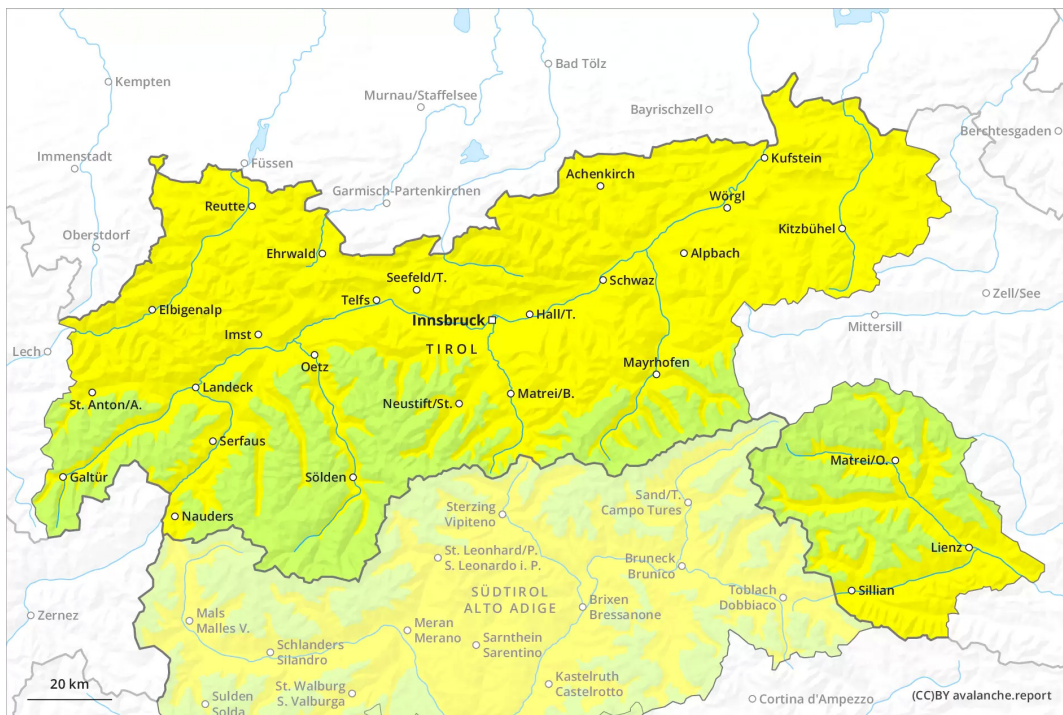 Kempten
Bad Tölz
Murnau/Staffelsee
Bayrischzell
Berchtesgaden
Immenstadt
Füssen
Kufstein
Garmisch-Partenkirchen
Achenkirch
Reutte
Wörgl
Oberstdorf
Kitzbühel
Ehrwald
Alpbach
Seefeld/T.
Schwaz
Zell/See
Telfs
Elbigenalp
Innsbruck
Hall/T.
Mittersill
Imst
TIROL
Lech
Oetz
Mayrhofen
Landeck
St. Anton/A.
Neustift/St.
Matrei/B.
Serfaus
Matrei/O.
Galtür
Sölden
Sand/T.
Campo Tures
Sterzing
Vipiteno
Nauders
Lienz
St. Leonhard/P.
S. Leonardo i. P.
Bruneck
Brunico
SÜDTIROL
ALTO ADIGE
Sillian
Toblach
Dobbiaco
Zernez
Mals
Malles V.
Brixen
Bressanone
Meran
Merano
Schlanders
Silandro
Sarnthein
Sarentino
20 km
St. Walburg
S. Valburga
Kastelruth
Castelrotto
Sulden
Solda
Cortina d'Ampezzo
(CC)BY avalanche.report